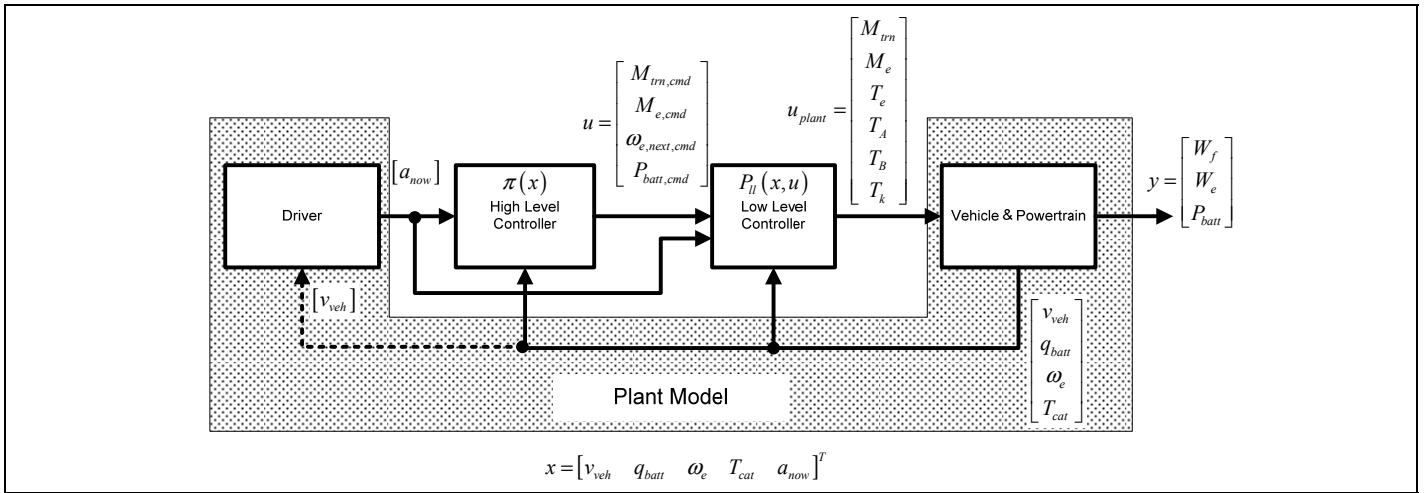 [a_now]
u = [M_trn,cmd
M_e,cmd
ω_e,next,cmd
P_batt,cmd]
u_plant = [M_trn
M_e
T_e
T_A
T_B
T_k]
y = [W_f
W_e
P_batt]
Driver
π(x)
High Level
Controller
P_ll(x,u)
Low Level
Controller
Vehicle & Powertrain
[v_veh]
[v_veh
q_batt
ω_e
T_cat]
Plant Model
x = [v_veh q_batt ω_e T_cat a_now]^T